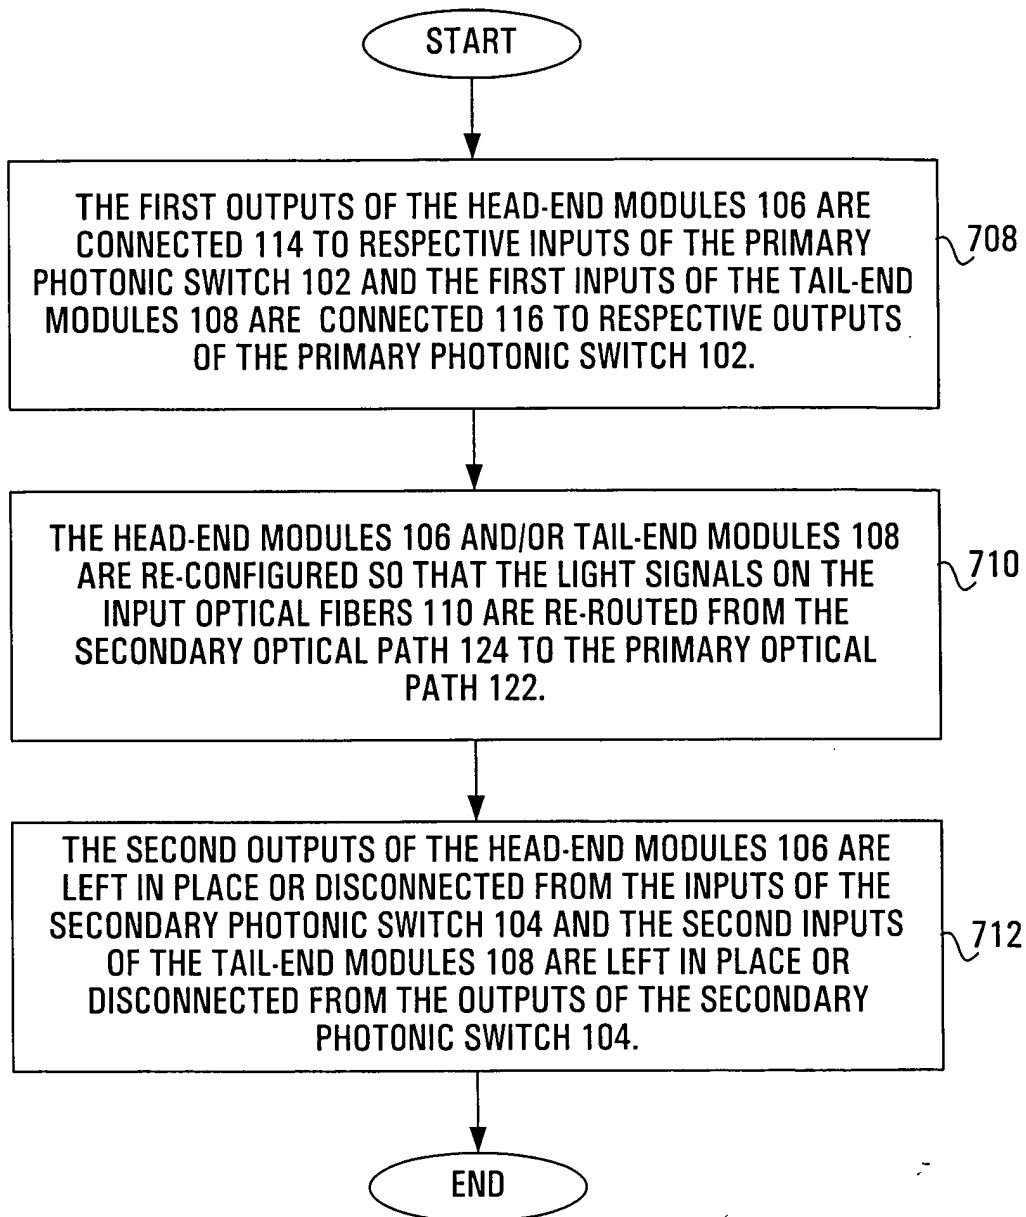 START
THE FIRST OUTPUTS OF THE HEAD-END MODULES 106 ARE
CONNECTED 114 TO RESPECTIVE INPUTS OF THE PRIMARY
PHOTONIC SWITCH 102 AND THE FIRST INPUTS OF THE TAIL-END
MODULES 108 ARE CONNECTED 116 TO RESPECTIVE OUTPUTS
OF THE PRIMARY PHOTONIC SWITCH 102.
708
THE HEAD-END MODULES 106 AND/OR TAIL-END MODULES 108
ARE RE-CONFIGURED SO THAT THE LIGHT SIGNALS ON THE
INPUT OPTICAL FIBERS 110 ARE RE-ROUTED FROM THE
SECONDARY OPTICAL PATH 124 TO THE PRIMARY OPTICAL
PATH 122.
710
THE SECOND OUTPUTS OF THE HEAD-END MODULES 106 ARE
LEFT IN PLACE OR DISCONNECTED FROM THE INPUTS OF THE
SECONDARY PHOTONIC SWITCH 104 AND THE SECOND INPUTS
OF THE TAIL-END MODULES 108 ARE LEFT IN PLACE OR
DISCONNECTED FROM THE OUTPUTS OF THE SECONDARY
PHOTONIC SWITCH 104.
712
END